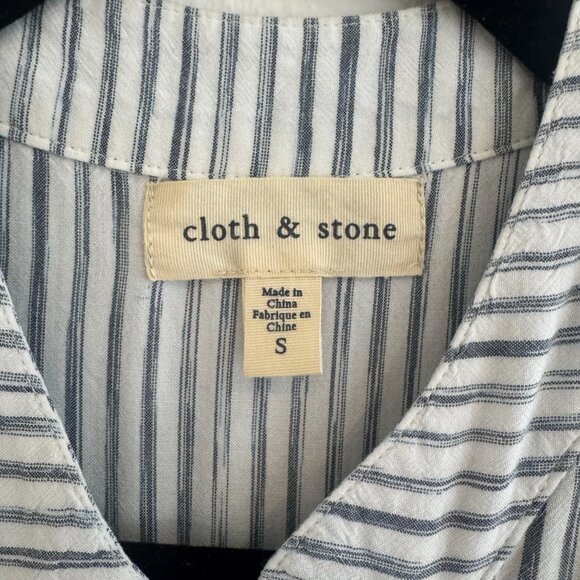 cloth & stone
Made in
China
Fabrique en
Chine
S